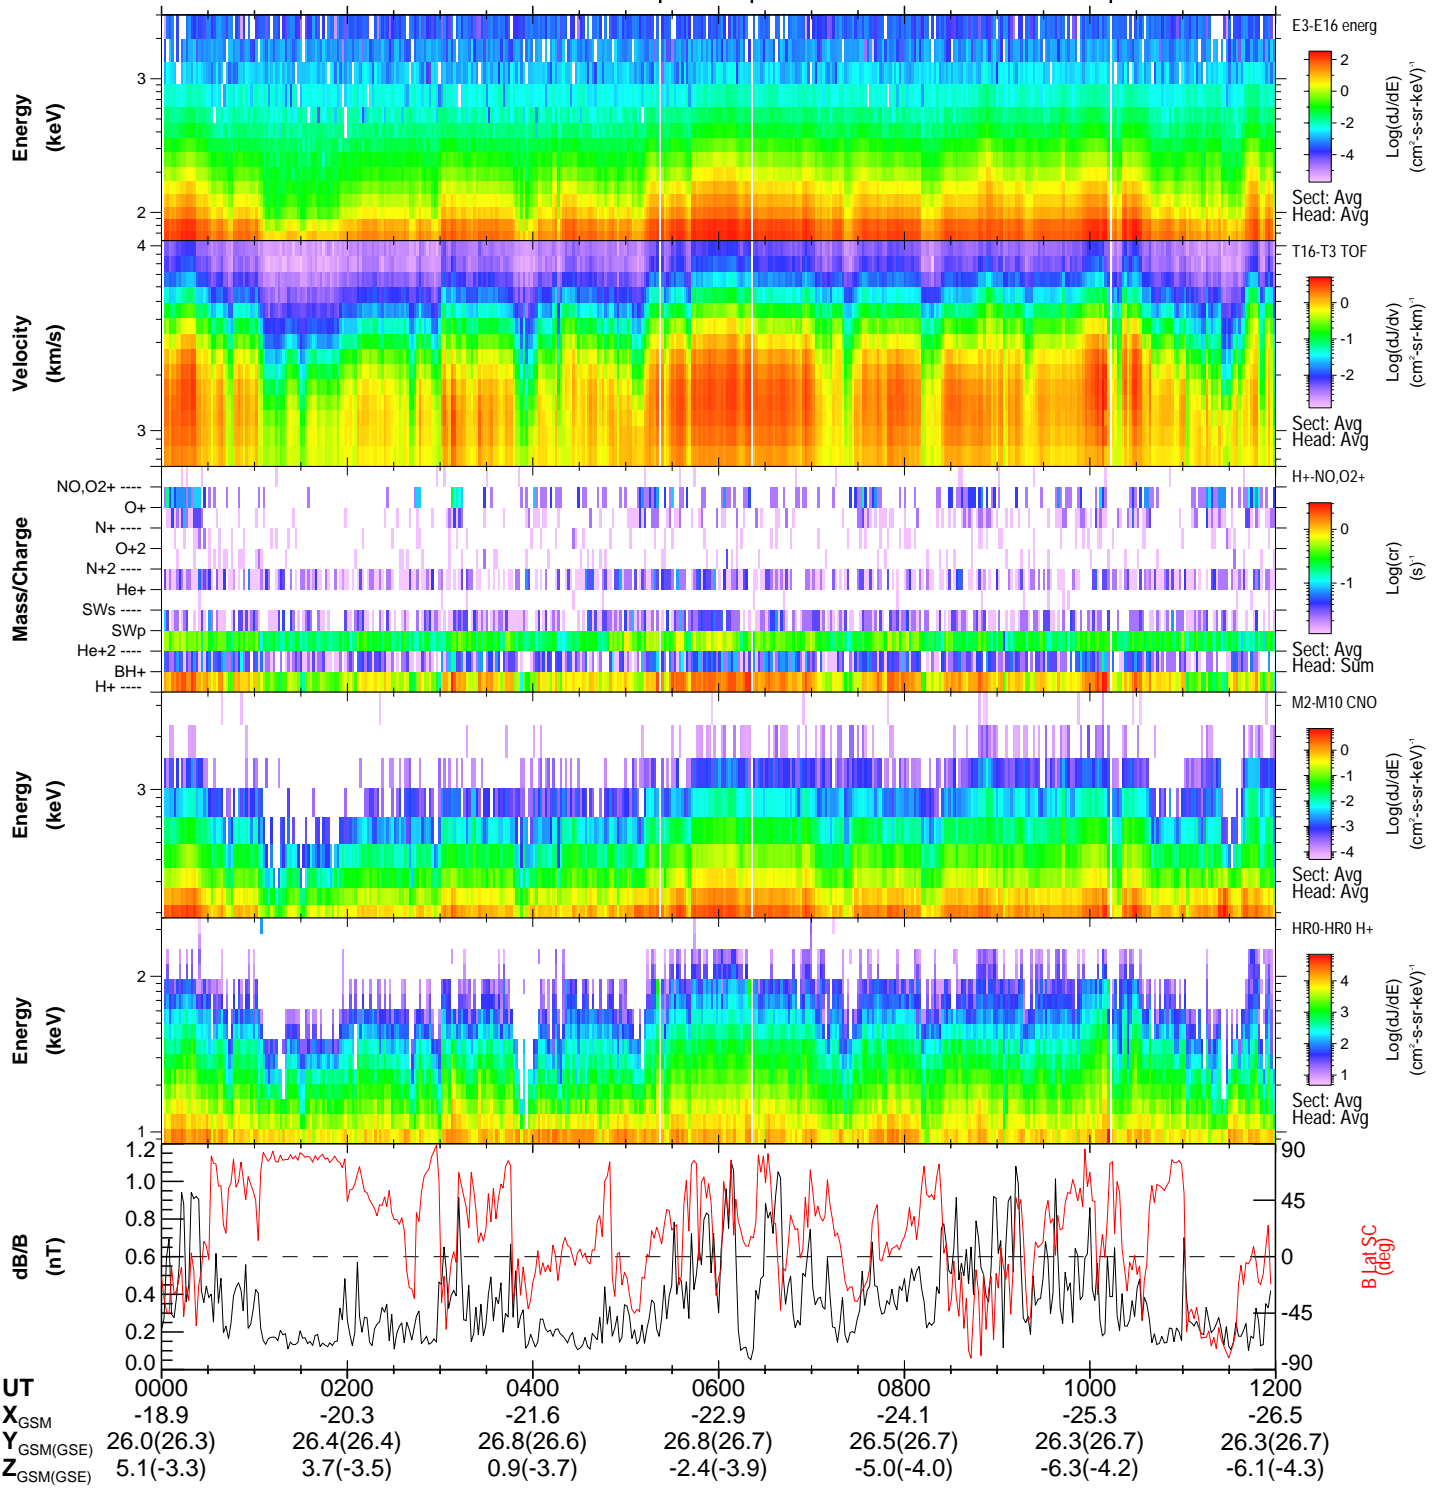 E3-E16 energ
3
2
Energy
(keV)
2
0
-2
-4
Log(dJ/dE)
(cm²-s-sr-keV)⁻¹
Sect: Avg
Head: Avg
T16-T3 TOF
4
3
Velocity
(km/s)
0
-1
-2
Log(dJ/dv)
(cm²-sr-km)⁻¹
Sect: Avg
Head: Avg
H+-NO,O2+
Mass/Charge
NO,O2+ ----
O+
N+ ----
O+2
N+2 ----
He+
SWs ----
SWp
He+2 ----
BH+
H+ ----
0
-1
Log(cr)
(s)⁻¹
Sect: Avg
Head: Sum
M2-M10 CNO
3
Energy
(keV)
0
-1
-2
-3
-4
Log(dJ/dE)
(cm²-s-sr-keV)⁻¹
Sect: Avg
Head: Avg
HR0-HR0 H+
2
1
Energy
(keV)
4
3
2
1
Log(dJ/dE)
(cm²-s-sr-keV)⁻¹
Sect: Avg
Head: Avg
dB/B
(nT)
1.2
1.0
0.8
0.6
0.4
0.2
0.0
90
45
0
-45
-90
B Lat SC
(deg)
UT 0000 0200 0400 0600 0800 1000 1200
X GSM -18.9 -20.3 -21.6 -22.9 -24.1 -25.3 -26.5
Y GSM(GSE) 26.0(26.3) 26.4(26.4) 26.8(26.6) 26.8(26.7) 26.5(26.7) 26.3(26.7) 26.3(26.7)
Z GSM(GSE) 5.1(-3.3) 3.7(-3.5) 0.9(-3.7) -2.4(-3.9) -5.0(-4.0) -6.3(-4.2) -6.1(-4.3)